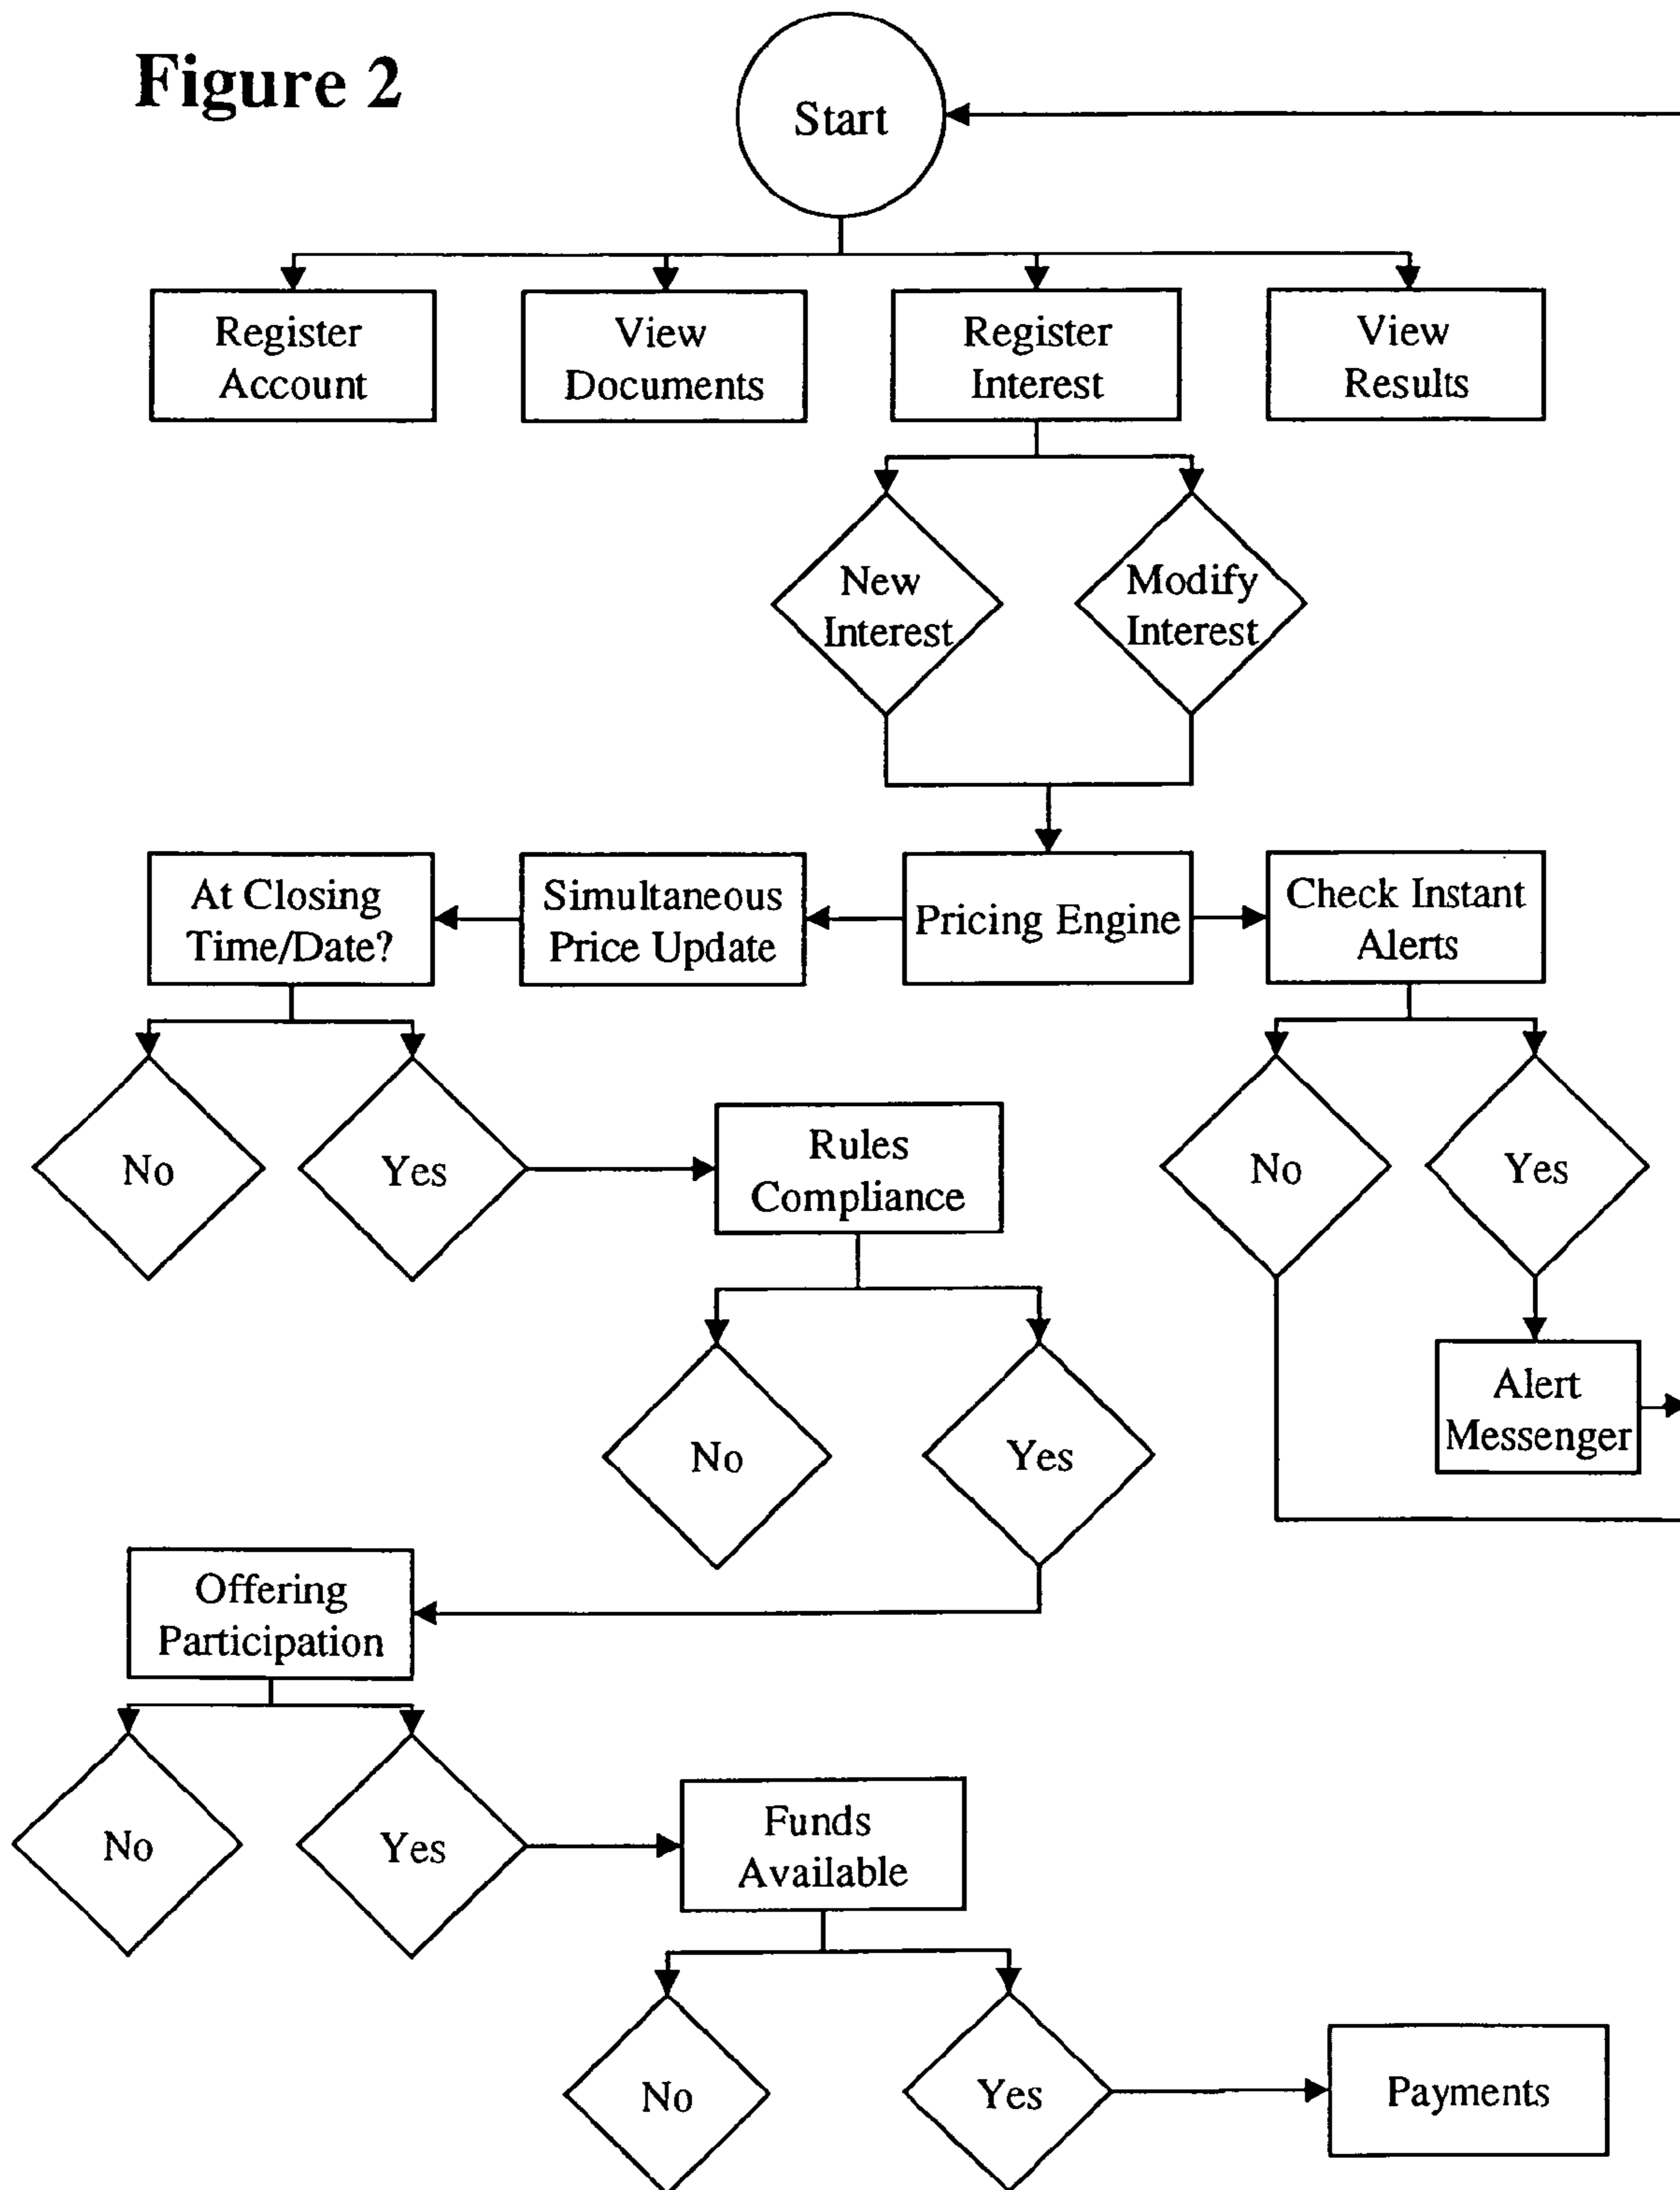 Figure 2
Start
Register
Account
View
Documents
Register
Interest
View
Results
New
Interest
Modify
Interest
At Closing
Time/Date?
Simultaneous
Price Update
Pricing Engine
Check Instant
Alerts
No
Yes
Rules
Compliance
No
Yes
No
Yes
Alert
Messenger
Offering
Participation
No
Yes
Funds
Available
No
Yes
Payments